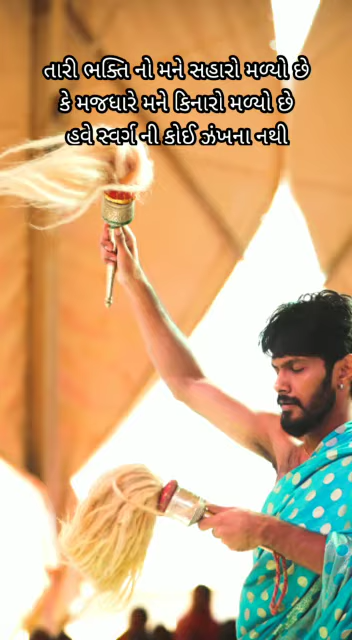 તારી ભક્તિ નો મને સહારો મળ્યો છે
કે મજધારે મને કિનારો મળ્યો છે
હવે સ્વર્ગ ની કોઈ ઝંખના નથી